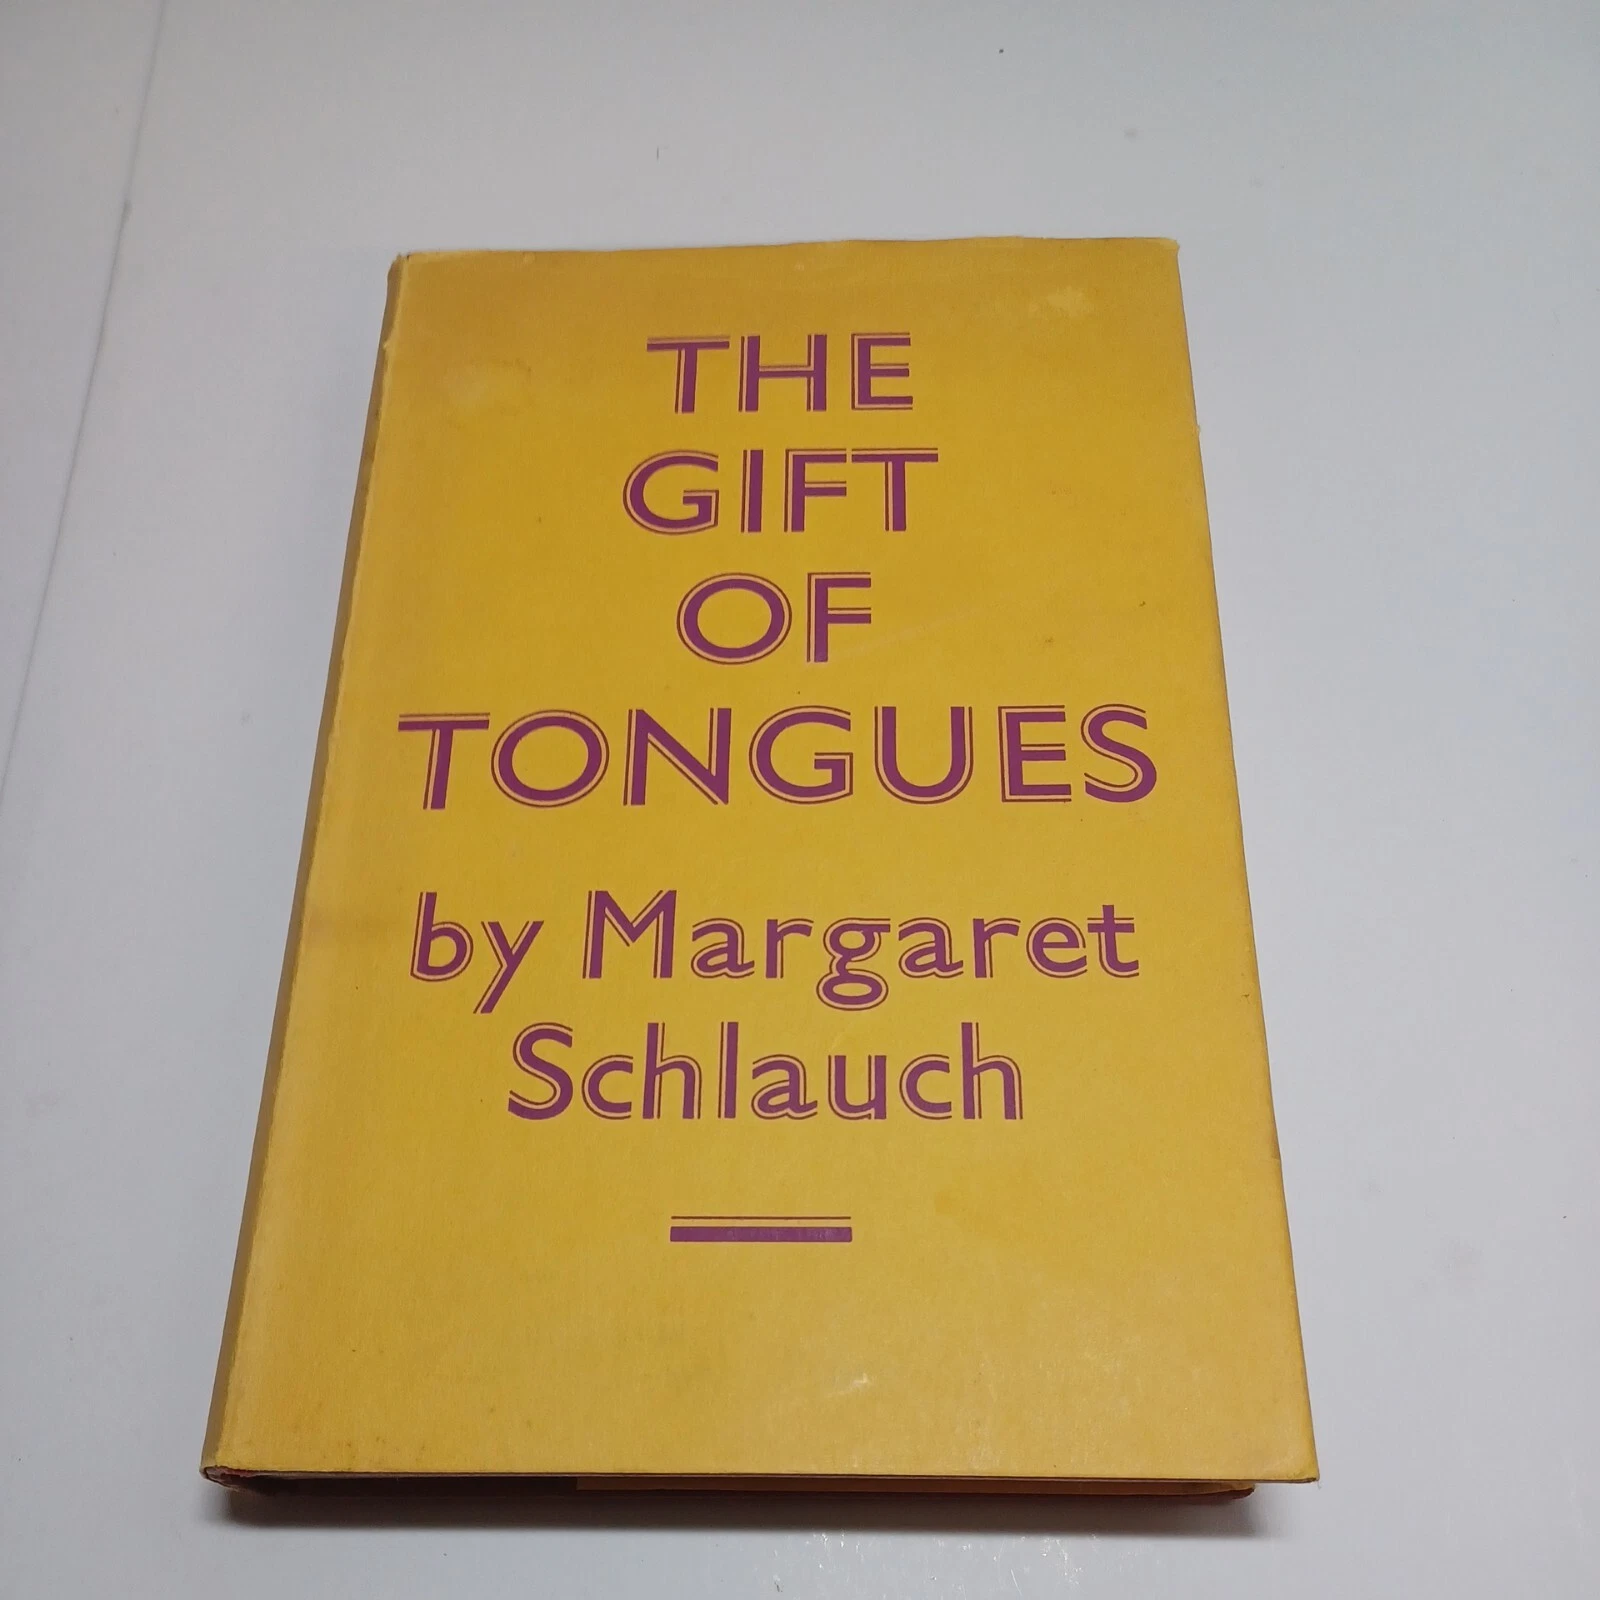 THE
GIFT
OF
TONGUES
by Margaret
Schlauch